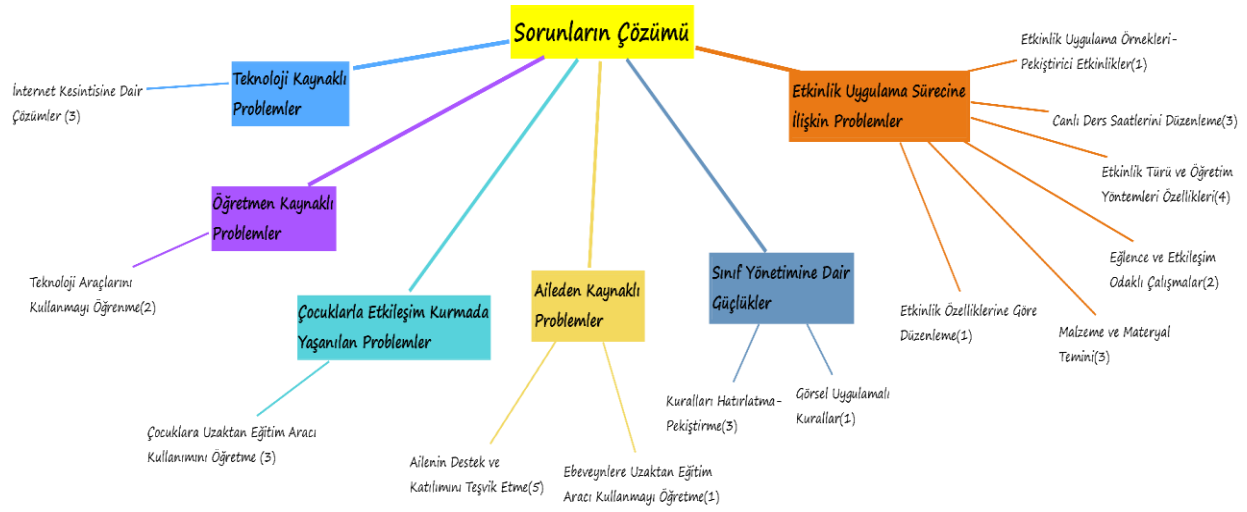 Sorunların Çözümü
Teknoloji Kaynaklı
Problemler
İnternet Kesintisine Dair
Çözümler (3)
Öğretmen Kaynaklı
Problemler
Teknoloji Araçlarını
Kullanmayı Öğrenme(2)
Çocuklarla Etkileşim Kurmada
Yaşanılan Problemler
Çocuklara Uzaktan Eğitim Aracı
Kullanımını Öğretme (3)
Aileden Kaynaklı
Problemler
Ailenin Destek ve
Katılımını Teşvik Etme(5)
Ebeveynlere Uzaktan Eğitim
Aracı Kullanmayı Öğretme(1)
Sınıf Yönetimine Dair
Güçlükler
Kuralları Hatırlatma-
Pekiştirme(3)
Görsel Uygulamalı
Kurallar(1)
Etkinlik Uygulama Sürecine
İlişkin Problemler
Etkinlik Uygulama Örnekleri-
Pekiştirici Etkinlikler(1)
Canlı Ders Saatlerini Düzenleme(3)
Etkinlik Türü ve Öğretim
Yöntemleri Özellikleri(4)
Eğlence ve Etkileşim
Odaklı Çalışmalar(2)
Malzeme ve Materyal
Temini(3)
Etkinlik Özelliklerine Göre
Düzenleme(1)